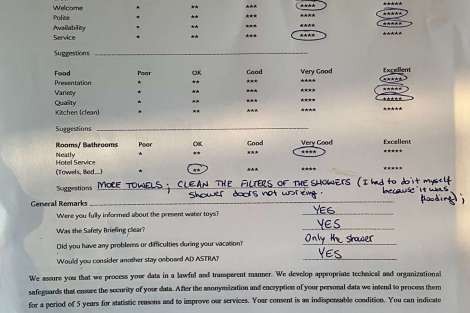 Welcome * ** *** **** *****
Polite * ** *** **** *****
Availability * ** *** **** *****
Service * ** *** **** *****
Suggestions
Food Poor OK Good Very Good Excellent
Presentation * ** *** **** *****
Variety * ** *** **** *****
Quality * ** *** **** *****
Kitchen (clean) * ** *** **** *****
Suggestions
Rooms/ Bathrooms Poor OK Good Very Good Excellent
Neatly * ** *** **** *****
Hotel Service
(Towels, Bed...) * ** *** **** *****
Suggestions MORE TOWELS; CLEAN THE FILTERS OF THE SHOWERS (I had to do it myself
shower doors not working. because it was
flooding);
General Remarks
Were you fully informed about the present water toys? YES
Was the Safety Briefing clear? YES
Did you have any problems or difficulties during your vacation? Only the shower
Would you consider another stay onboard AD ASTRA? YES
We assure you that we process your data in a lawful and transparent manner. We develop appropriate technical and organizational
safeguards that ensure the security of your data. After the anonymization and encryption of your personal data we intend to process them
for a period of 5 years for statistic reasons and to improve our services. Your consent is an indispensable condition. You can indicate